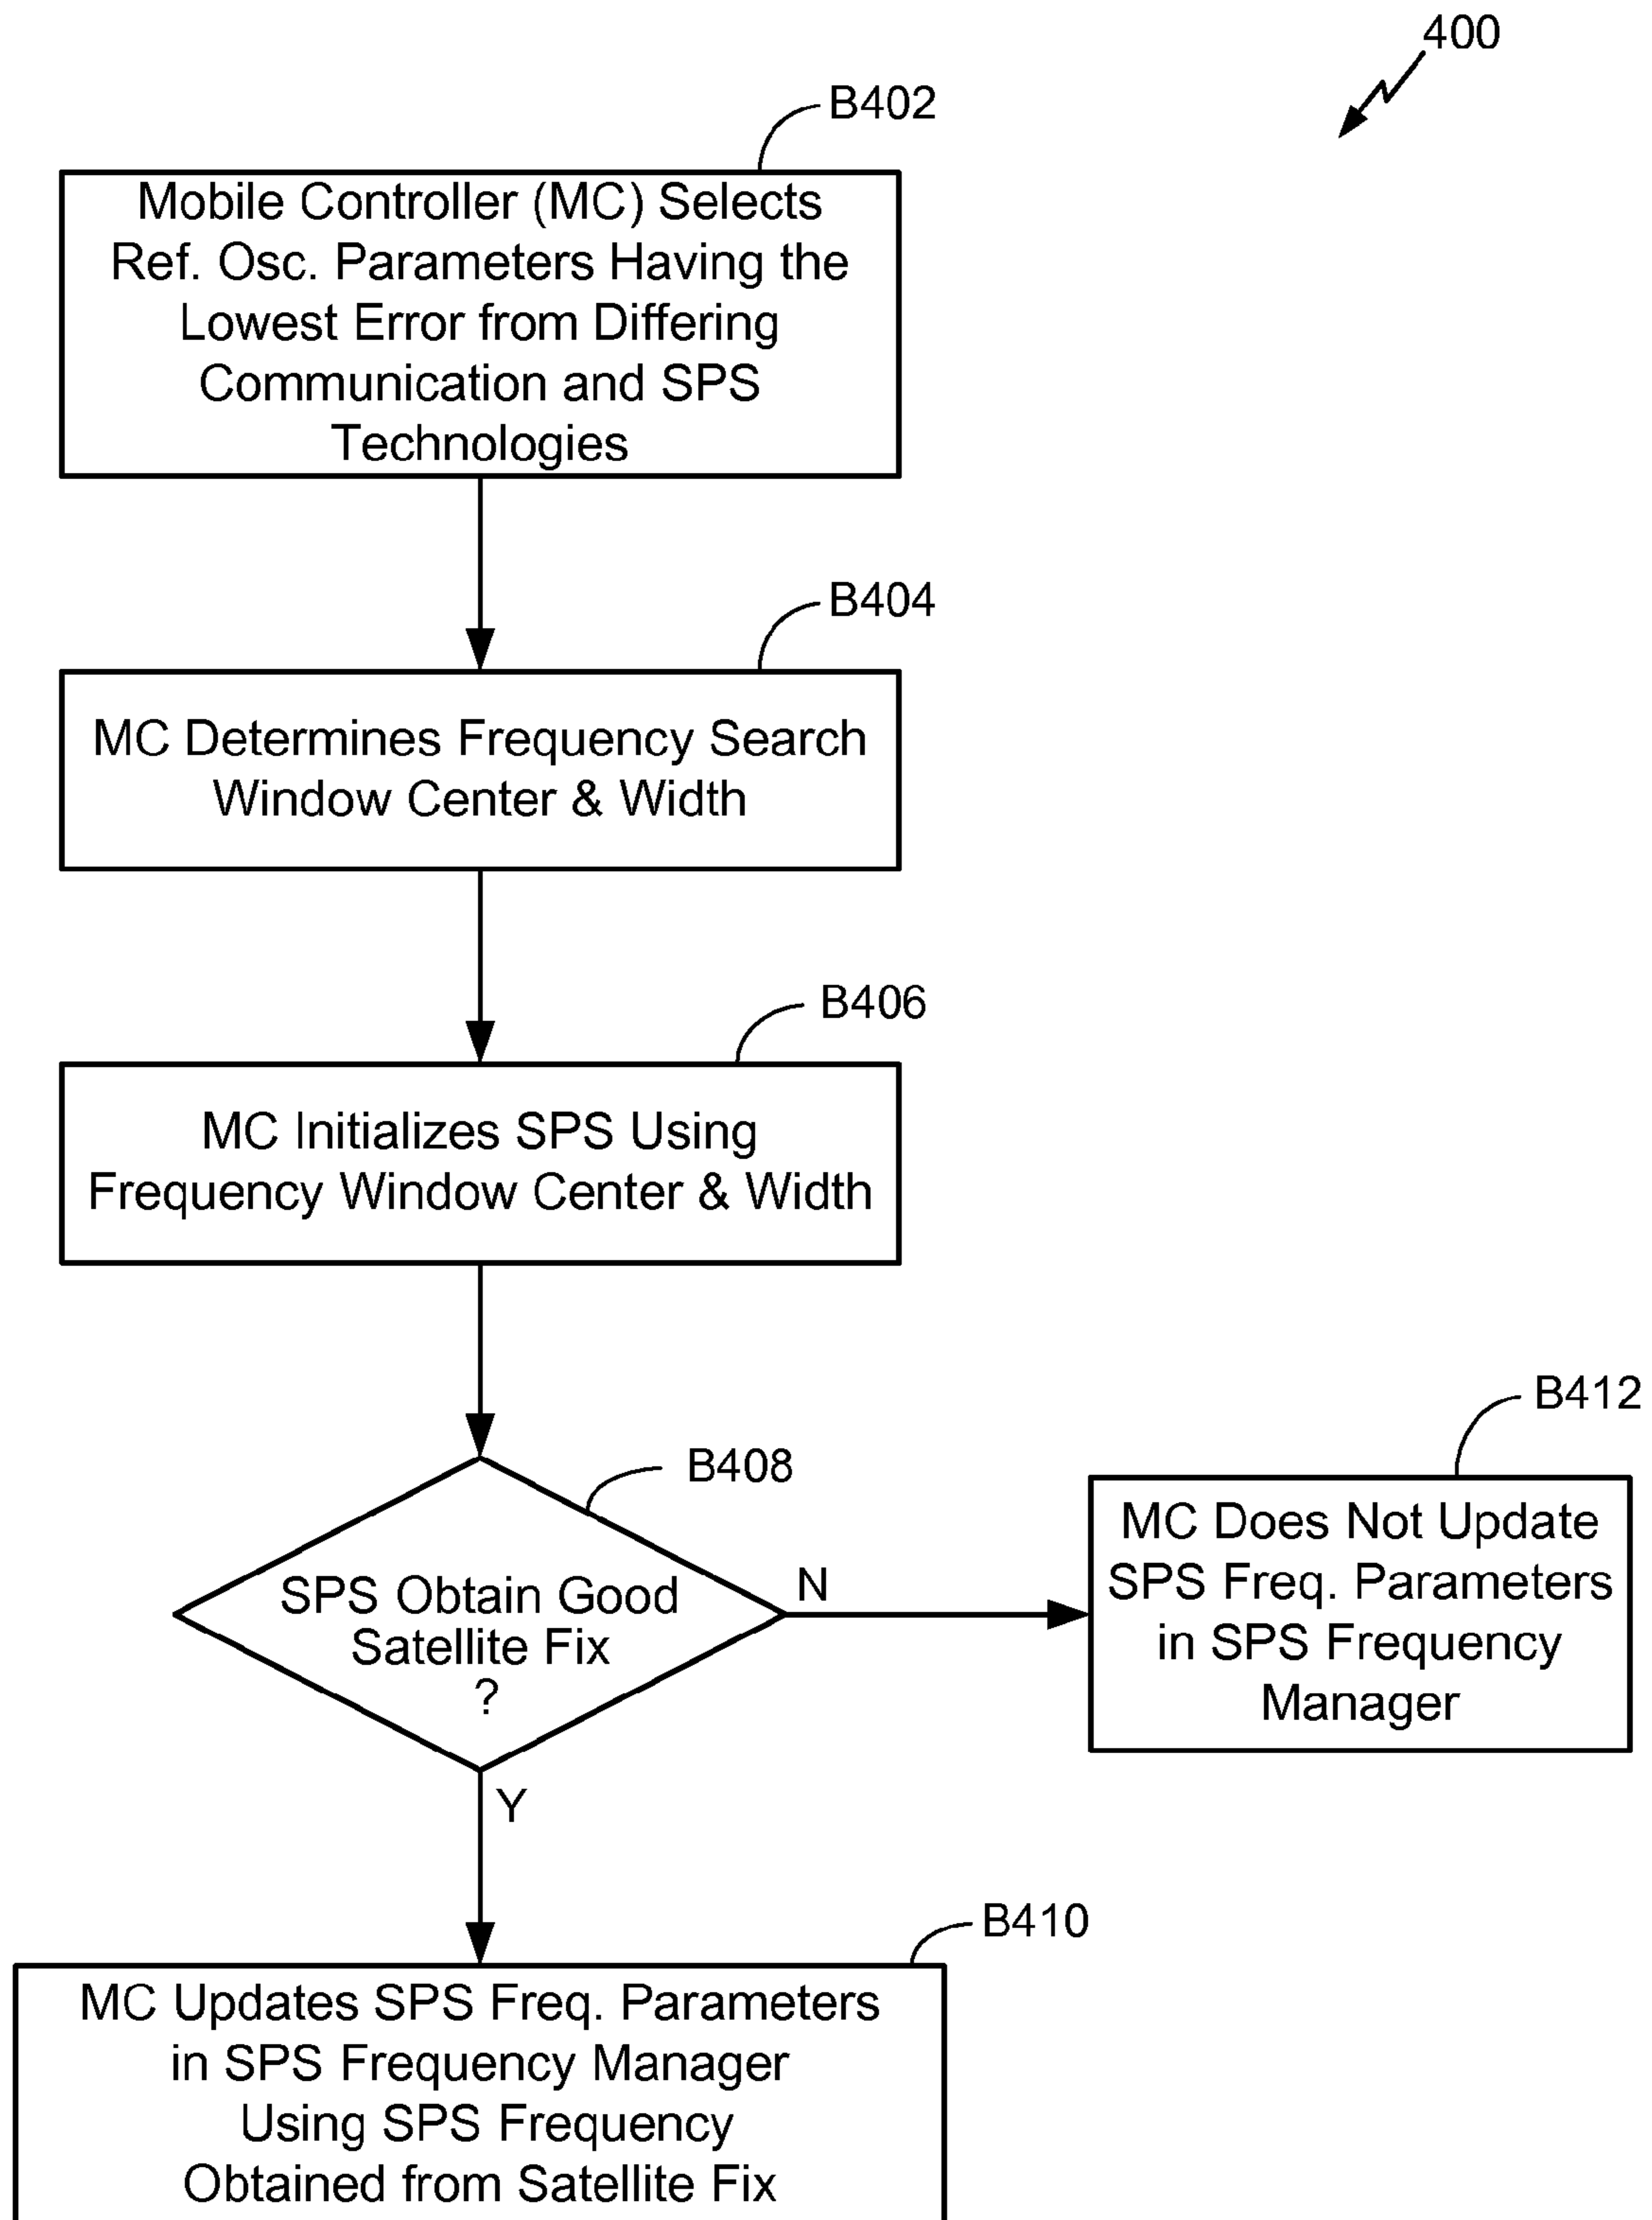 400
B402
Mobile Controller (MC) Selects
Ref. Osc. Parameters Having the
Lowest Error from Differing
Communication and SPS
Technologies
B404
MC Determines Frequency Search
Window Center & Width
B406
MC Initializes SPS Using
Frequency Window Center & Width
B408
SPS Obtain Good
Satellite Fix
?
N
B412
MC Does Not Update
SPS Freq. Parameters
in SPS Frequency
Manager
Y
B410
MC Updates SPS Freq. Parameters
in SPS Frequency Manager
Using SPS Frequency
Obtained from Satellite Fix